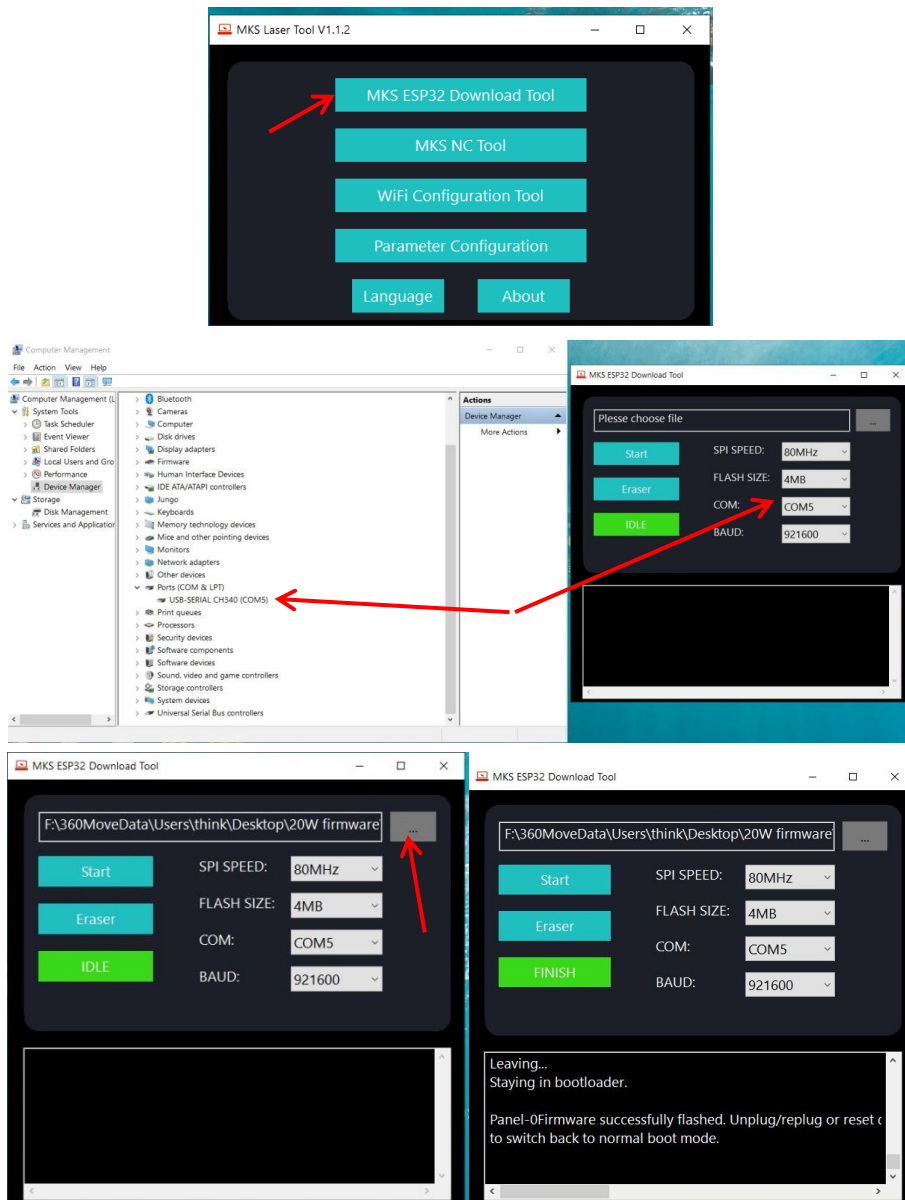 MKS Laser Tool V1.1.2
MKS ESP32 Download Tool
MKS NC Tool
WiFi Configuration Tool
Parameter Configuration
Language About
Computer Management
File Action View Help
Computer Management (L
System Tools
Task Scheduler
Event Viewer
Shared Folders
Local Users and Gro
Performance
Device Manager
Storage
Disk Management
Services and Application
Bluetooth
Cameras
Computer
Disk drives
Display adapters
Firmware
Human Interface Devices
IDE ATA/ATAPI controllers
Jungo
Keyboards
Memory technology devices
Mice and other pointing devices
Monitors
Network adapters
Other devices
Ports (COM & LPT)
USB-SERIAL CH340 (COM5)
Print queues
Processors
Security devices
Software components
Software devices
Sound, video and game controllers
Storage controllers
System devices
Universal Serial Bus controllers
Actions
Device Manager
More Actions
MKS ESP32 Download Tool
Plesse choose file ...
Start SPI SPEED: 80MHz
Eraser FLASH SIZE: 4MB
COM: COM5
IDLE BAUD: 921600
MKS ESP32 Download Tool
F:\360MoveData\Users\think\Desktop\20W firmware ...
Start SPI SPEED: 80MHz
Eraser FLASH SIZE: 4MB
COM: COM5
IDLE BAUD: 921600
MKS ESP32 Download Tool
F:\360MoveData\Users\think\Desktop\20W firmware ...
Start SPI SPEED: 80MHz
Eraser FLASH SIZE: 4MB
COM: COM5
FINISH BAUD: 921600
Leaving...
Staying in bootloader.
Panel-0Firmware successfully flashed. Unplug/replug or reset
to switch back to normal boot mode.